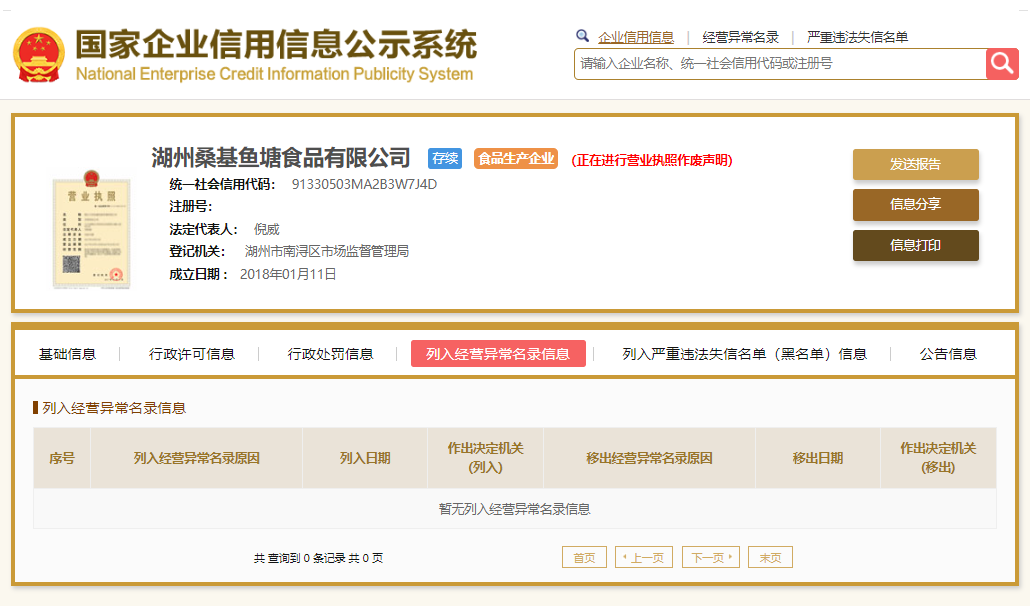 国家企业信用信息公示系统
National Enterprise Credit Information Publicity System
企业信用信息 | 经营异常名录 | 严重违法失信名单
请输入企业名称、统一社会信用代码或注册号
湖州桑基鱼塘食品有限公司 存续 食品生产企业 (正在进行营业执照作废声明)
统一社会信用代码: 91330503MA2B3W7J4D
注册号:
法定代表人: 倪威
登记机关: 湖州市南浔区市场监督管理局
成立日期: 2018年01月11日
营业执照
发送报告
信息分享
信息打印
基础信息 | 行政许可信息 | 行政处罚信息 | 列入经营异常名录信息 | 列入严重违法失信名单（黑名单）信息 | 公告信息
列入经营异常名录信息
序号 列入经营异常名录原因 列入日期 作出决定机关(列入) 移出经营异常名录原因 移出日期 作出决定机关(移出)
暂无列入经营异常名录信息
共 查询到 0 条记录 共 0 页 首页 上一页 下一页 末页